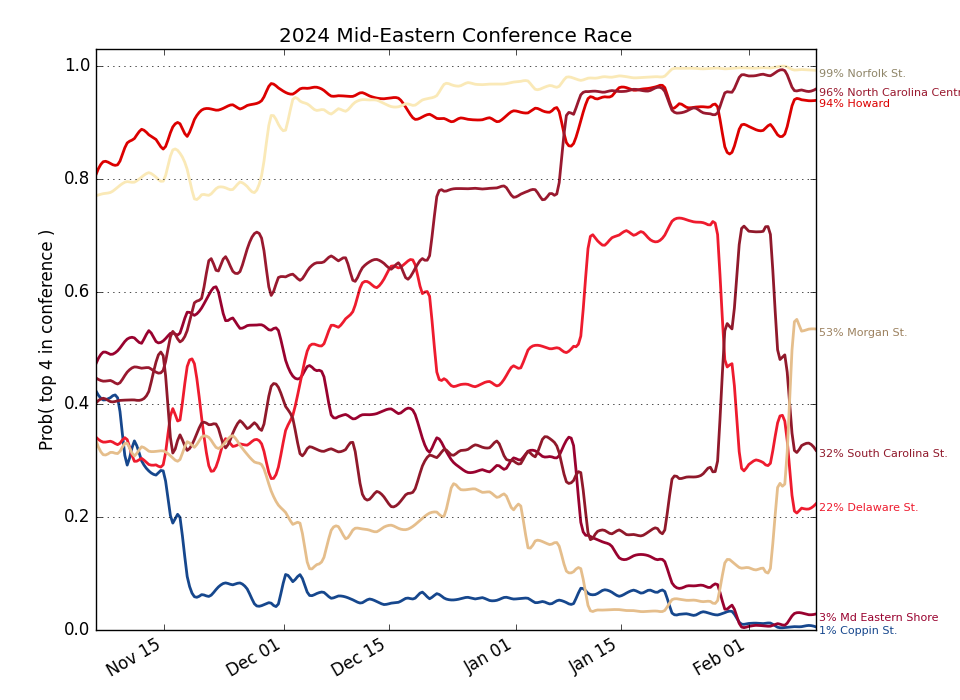 2024 Mid-Eastern Conference Race
Prob( top 4 in conference )
1.0
0.8
0.6
0.4
0.2
0.0
Nov 15
Dec 01
Dec 15
Jan 01
Jan 15
Feb 01
99% Norfolk St.
96% North Carolina Centr
94% Howard
53% Morgan St.
32% South Carolina St.
22% Delaware St.
3% Md Eastern Shore
1% Coppin St.